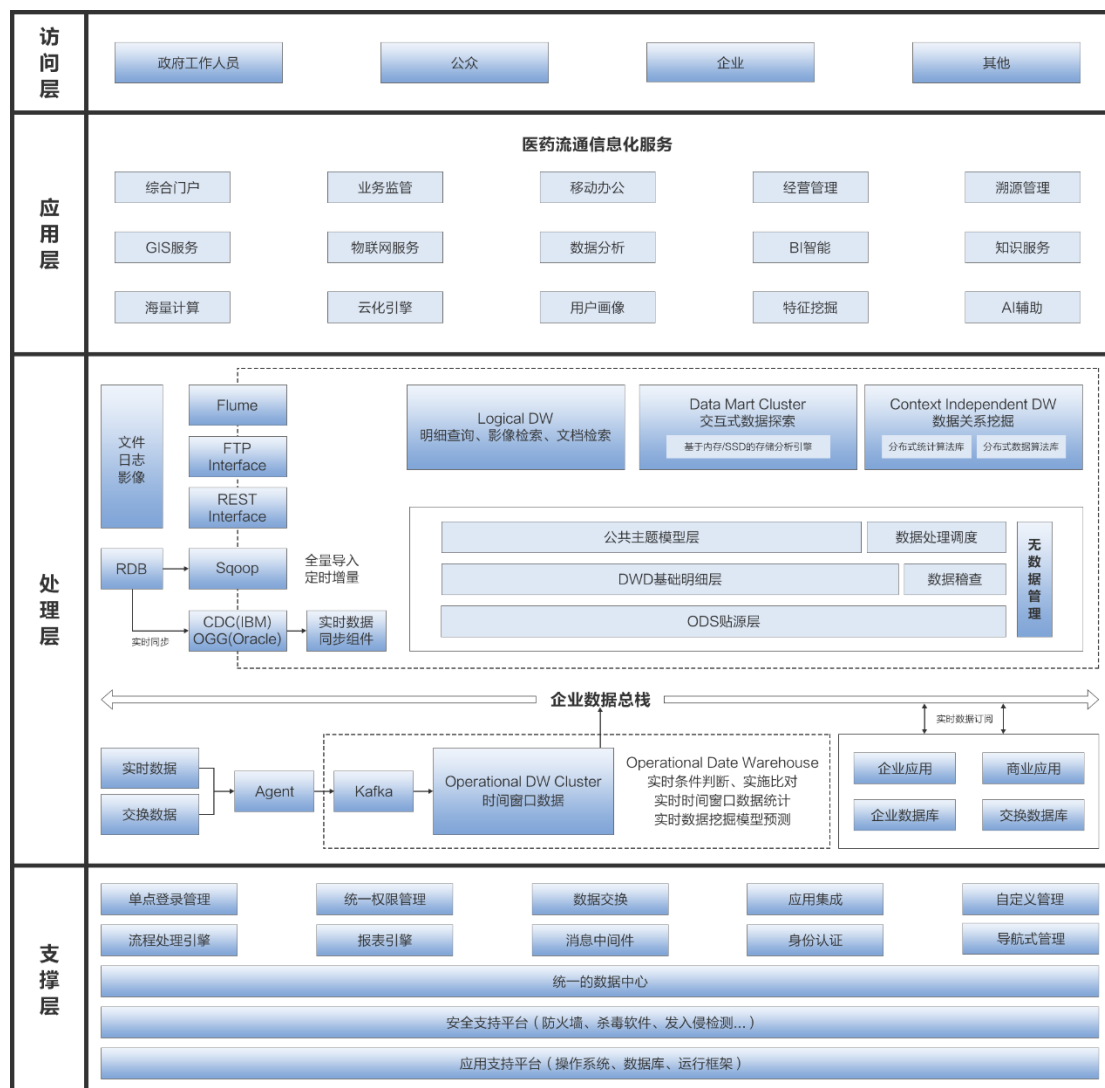 访
问
层
政府工作人员
公众
企业
其他
应
用
层
医药流通信息化服务
综合门户
业务监管
移动办公
经营管理
溯源管理
GIS服务
物联网服务
数据分析
BI智能
知识服务
海量计算
云化引擎
用户画像
特征挖掘
AI辅助
处
理
层
文件
日志
影像
Flume
FTP
Interface
REST
Interface
RDB
Sqoop
全量导入
定时增量
实时同步
CDC(IBM)
OGG(Oracle)
实时数据
同步组件
Logical DW
明细查询、影像检索、文档检索
Data Mart Cluster
交互式数据探索
基于内存/SSD的存储分析引擎
Context Independent DW
数据关系挖掘
分布式统计算法库
分布式数据算法库
公共主题模型层
数据处理调度
DWD基础明细层
数据稽查
ODS贴源层
无
数
据
管
理
企业数据总栈
实时数据
交换数据
Agent
Kafka
Operational DW Cluster
时间窗口数据
Operational Date Warehouse
实时条件判断、实施比对
实时时间窗口数据统计
实时数据挖掘模型预测
实时数据订阅
企业应用
商业应用
企业数据库
交换数据库
支
撑
层
单点登录管理
统一权限管理
数据交换
应用集成
自定义管理
流程处理引擎
报表引擎
消息中间件
身份认证
导航式管理
统一的数据中心
安全支持平台（防火墙、杀毒软件、发入侵检测...）
应用支持平台（操作系统、数据库、运行框架）